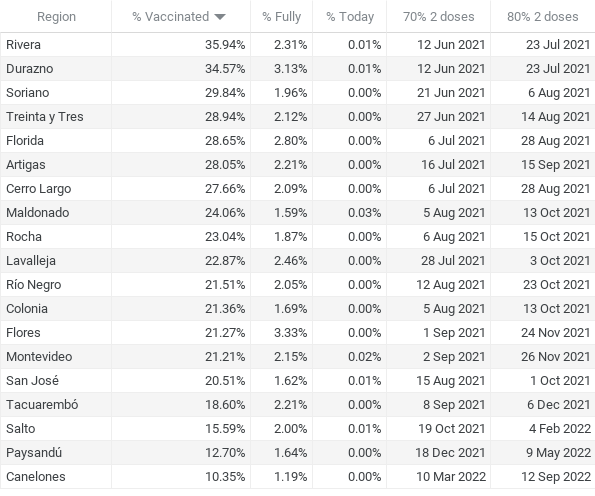 Region % Vaccinated % Fully % Today 70% 2 doses 80% 2 doses
Rivera 35.94% 2.31% 0.01% 12 Jun 2021 23 Jul 2021
Durazno 34.57% 3.13% 0.01% 12 Jun 2021 23 Jul 2021
Soriano 29.84% 1.96% 0.00% 21 Jun 2021 6 Aug 2021
Treinta y Tres 28.94% 2.12% 0.00% 27 Jun 2021 14 Aug 2021
Florida 28.65% 2.80% 0.00% 6 Jul 2021 28 Aug 2021
Artigas 28.05% 2.21% 0.00% 16 Jul 2021 15 Sep 2021
Cerro Largo 27.66% 2.09% 0.00% 6 Jul 2021 28 Aug 2021
Maldonado 24.06% 1.59% 0.03% 5 Aug 2021 13 Oct 2021
Rocha 23.04% 1.87% 0.00% 6 Aug 2021 15 Oct 2021
Lavalleja 22.87% 2.46% 0.00% 28 Jul 2021 3 Oct 2021
Río Negro 21.51% 2.05% 0.00% 12 Aug 2021 23 Oct 2021
Colonia 21.36% 1.69% 0.00% 5 Aug 2021 13 Oct 2021
Flores 21.27% 3.33% 0.00% 1 Sep 2021 24 Nov 2021
Montevideo 21.21% 2.15% 0.02% 2 Sep 2021 26 Nov 2021
San José 20.51% 1.62% 0.01% 15 Aug 2021 1 Oct 2021
Tacuarembó 18.60% 2.21% 0.00% 8 Sep 2021 6 Dec 2021
Salto 15.59% 2.00% 0.01% 19 Oct 2021 4 Feb 2022
Paysandú 12.70% 1.64% 0.00% 18 Dec 2021 9 May 2022
Canelones 10.35% 1.19% 0.00% 10 Mar 2022 12 Sep 2022